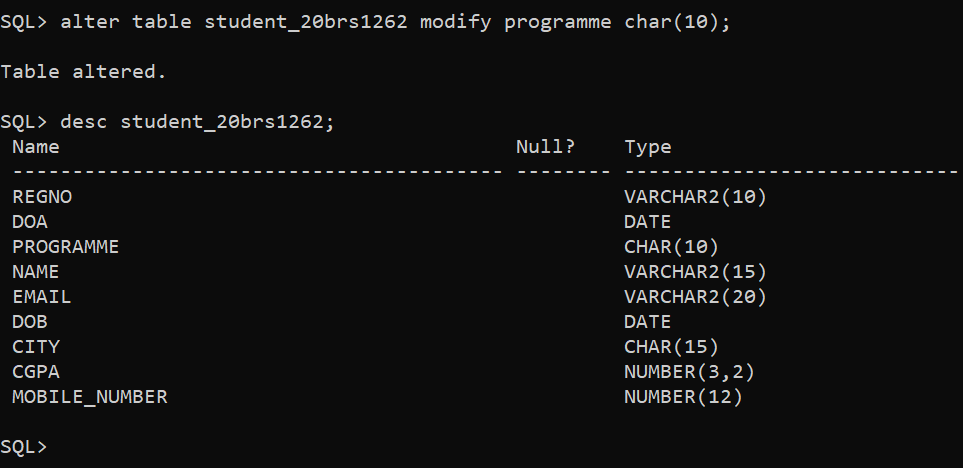 SQL> alter table student_20brs1262 modify programme char(10);
Table altered.
SQL> desc student_20brs1262;
Name Null? Type
----------------------------------------- -------- ----------------------------
REGNO VARCHAR2(10)
DOA DATE
PROGRAMME CHAR(10)
NAME VARCHAR2(15)
EMAIL VARCHAR2(20)
DOB DATE
CITY CHAR(15)
CGPA NUMBER(3,2)
MOBILE_NUMBER NUMBER(12)
SQL>